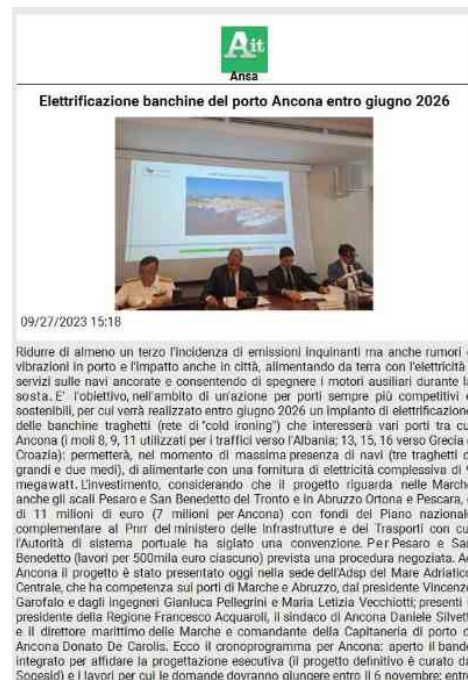 Ait
Ansa
Elettrificazione banchine del porto Ancona entro giugno 2026
09/27/2023 15:18
Ridurre di almeno un terzo l'incidenza di emissioni inquinanti ma anche rumori e
vibrazioni in porto e l'impatto anche in città, alimentando da terra con l'elettricità i
servizi sulle navi ancorate e consentendo di spegnere i motori ausiliari durante la
sosta. E' l'obiettivo, nell'ambito di un'azione per porti sempre più competitivi e
sostenibili, per cui verrà realizzato entro giugno 2026 un impianto di elettrificazione
delle banchine traghetti (rete di "cold ironing") che interesserà vari porti tra cui
Ancona (i moli 8, 9, 11 utilizzati per i traffici verso l'Albania; 13, 15, 16 verso Grecia e
Croazia): permetterà, nel momento di massima presenza di navi (tre traghetti di
grandi e due medi), di alimentarle con una fornitura di elettricità complessiva di 9
megawatt. L'investimento, considerando che il progetto riguarda nelle Marche
anche gli scali Pesaro e San Benedetto del Tronto e in Abruzzo Ortona e Pescara, è
di 11 milioni di euro (7 milioni per Ancona) con fondi del Piano nazionale
complementare al Pnrr del ministero delle Infrastrutture e dei Trasporti con cui
l'Autorità di sistema portuale ha siglato una convenzione. Per Pesaro e San
Benedetto (lavori per 500mila euro ciascuno) prevista una procedura negoziata. Ad
Ancona il progetto è stato presentato oggi nella sede dell'Adsp del Mare Adriatico
Centrale, che ha competenza sui porti di Marche e Abruzzo, dal presidente Vincenzo
Garofalo e dagli ingegneri Gianluca Pellegrini e Maria Letizia Vecchiotti; presenti il
presidente della Regione Francesco Acquaroli, il sindaco di Ancona Daniele Silvetti
e il direttore marittimo delle Marche e comandante della Capitaneria di porto di
Ancona Donato De Carolis. Ecco il cronoprogramma per Ancona: aperto il bando
integrato per affidare la progettazione esecutiva (il progetto definitivo è curato da
Sogesid) e i lavori per cui le domande dovranno giungere entro il 6 novembre; entro